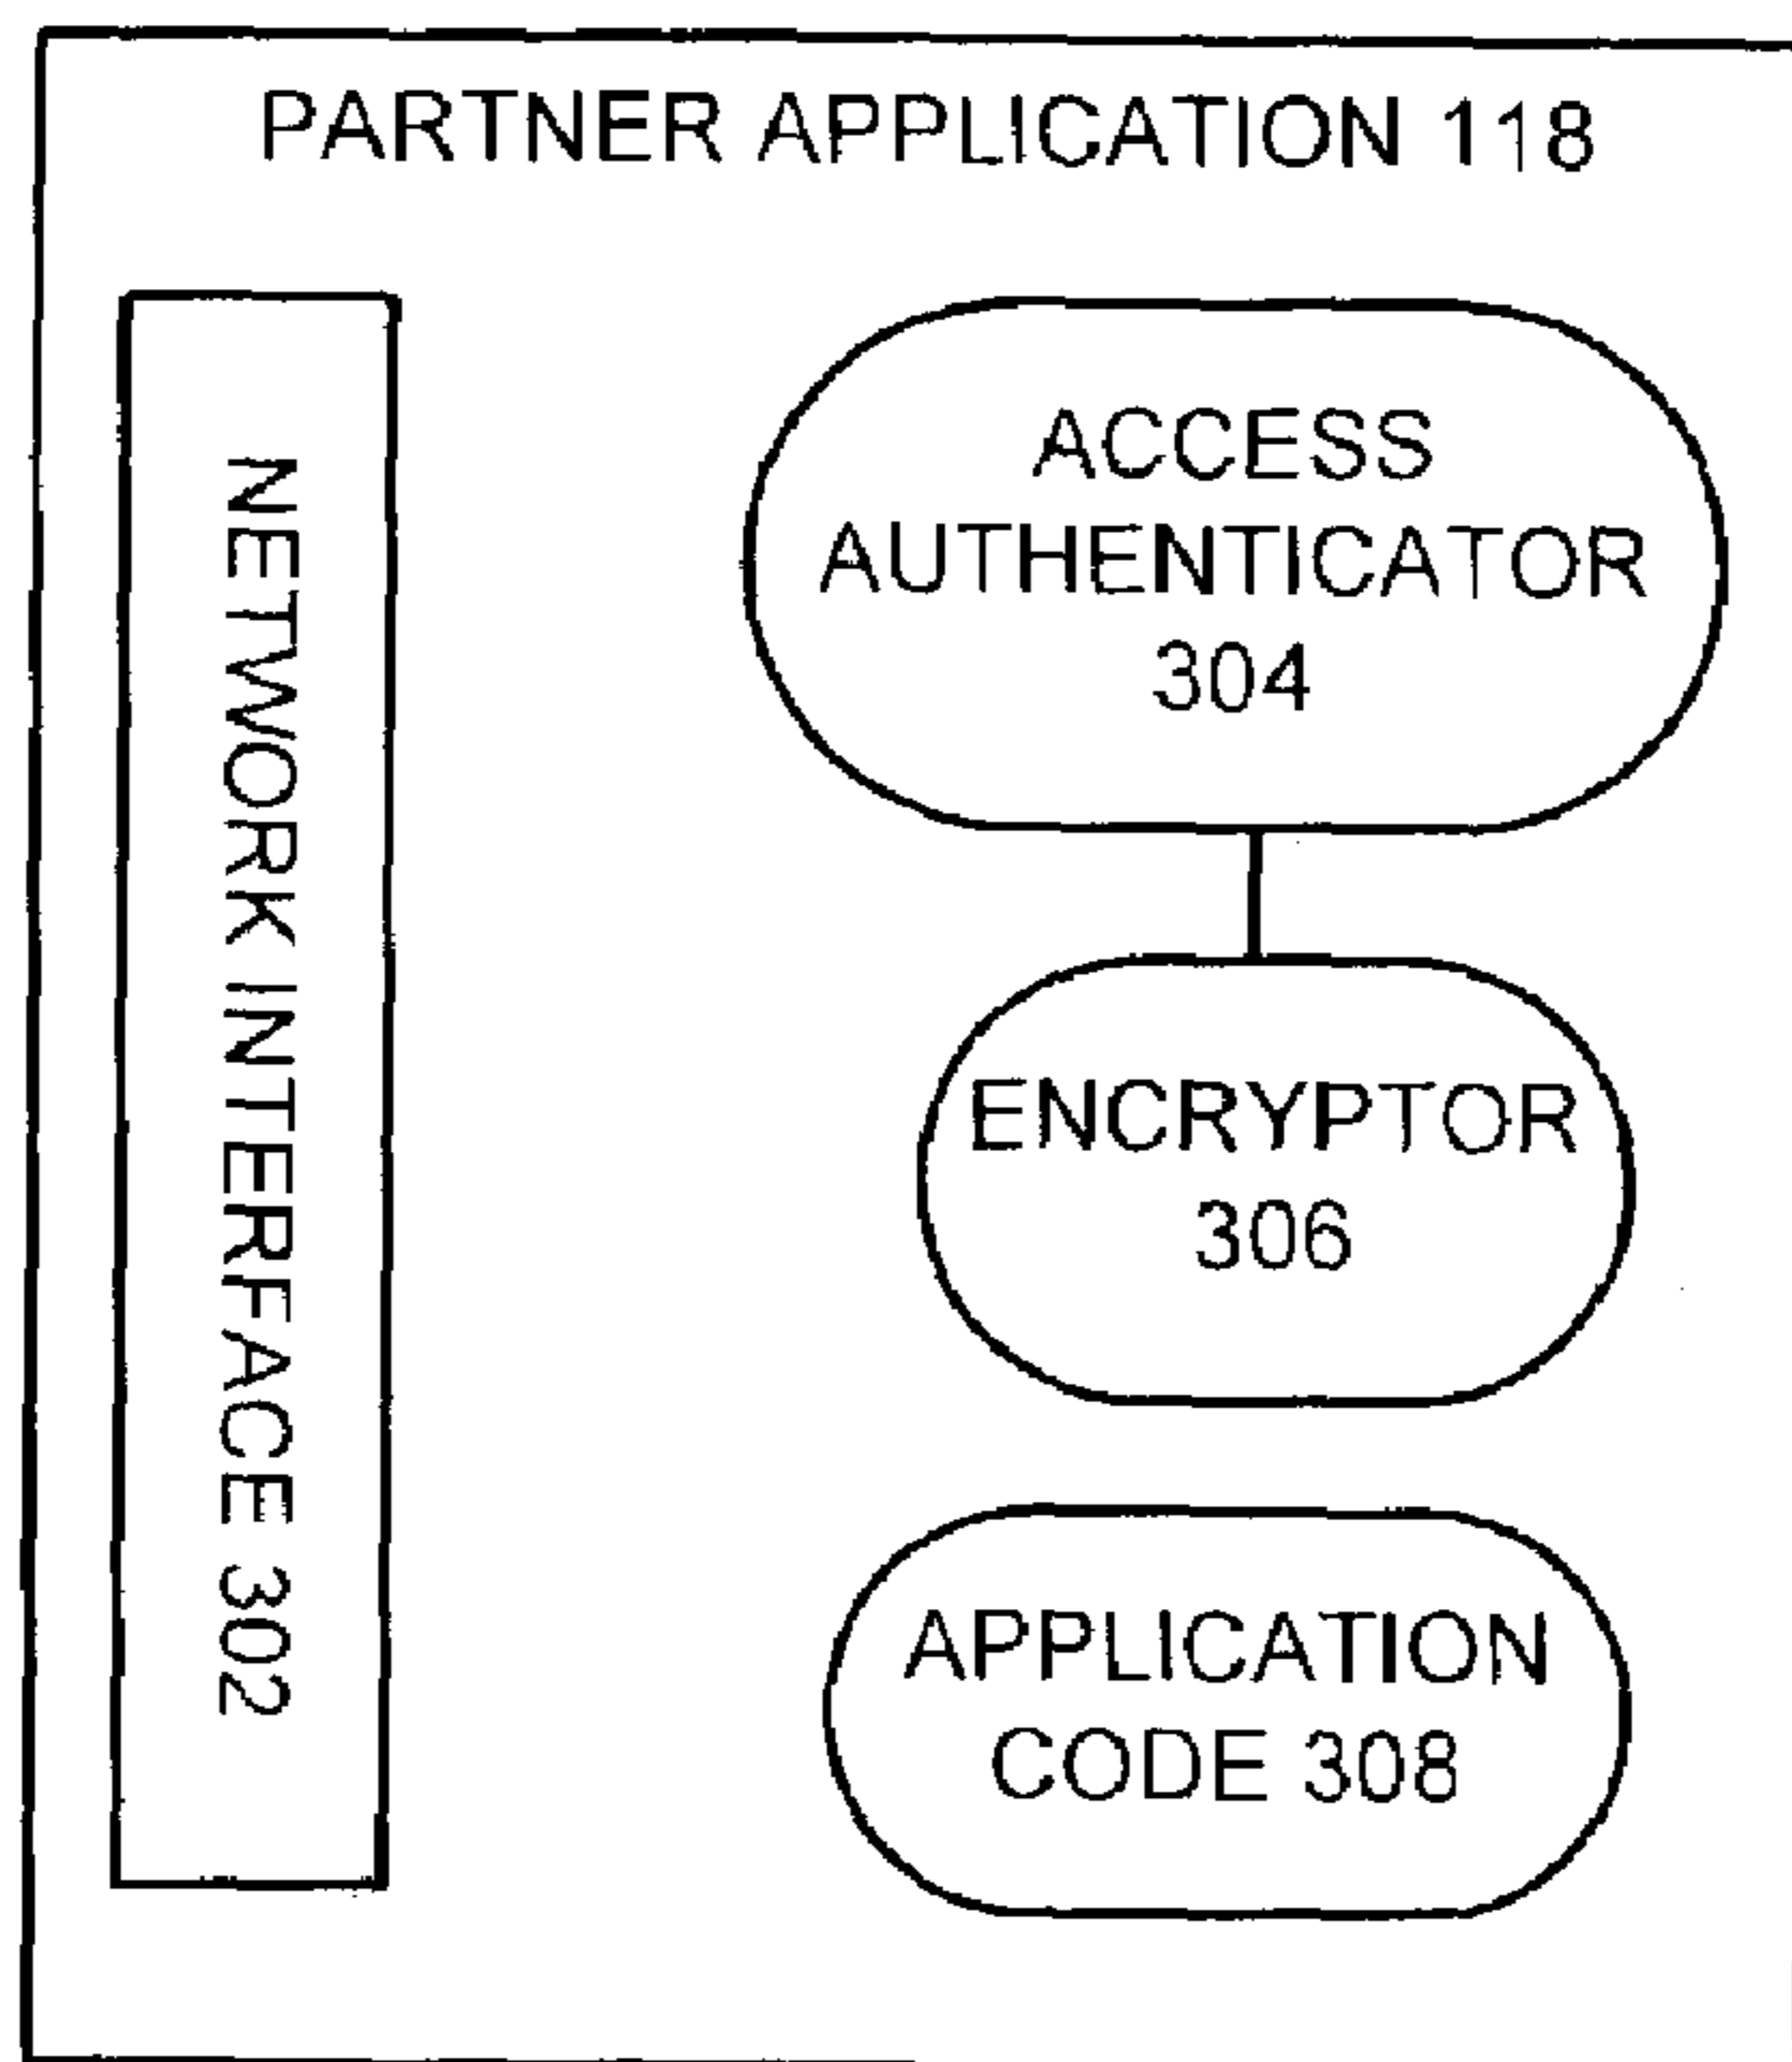 PARTNER APPLICATION 118
NETWORK INTERFACE 302
ACCESS
AUTHENTICATOR
304
ENCRYPTOR
306
APPLICATION
CODE 308